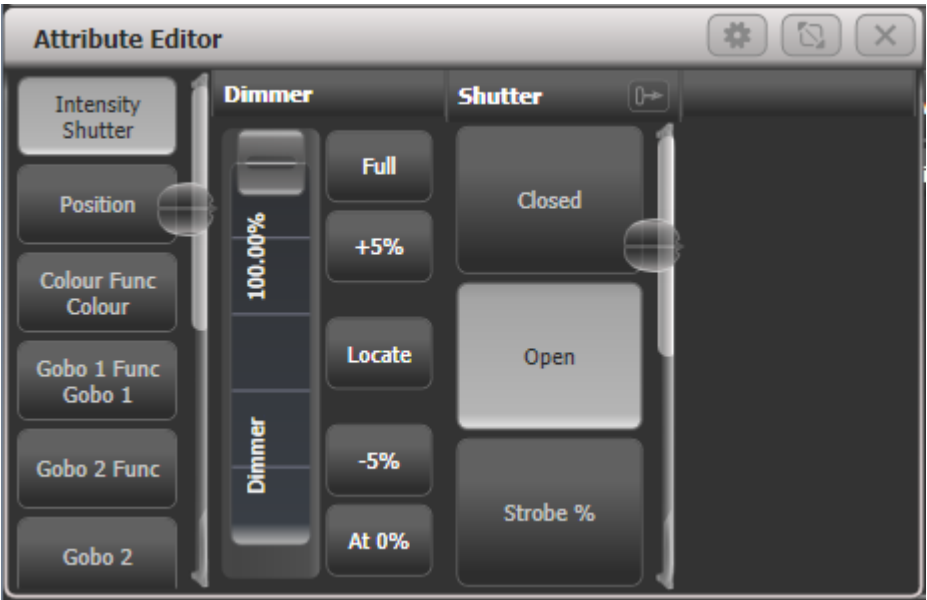 Attribute Editor
Intensity
Shutter
Position
Colour Func
Colour
Gobo 1 Func
Gobo 1
Gobo 2 Func
Gobo 2
Dimmer
100.00%
Dimmer
Full
+5%
Locate
-5%
At 0%
Shutter
Closed
Open
Strobe %